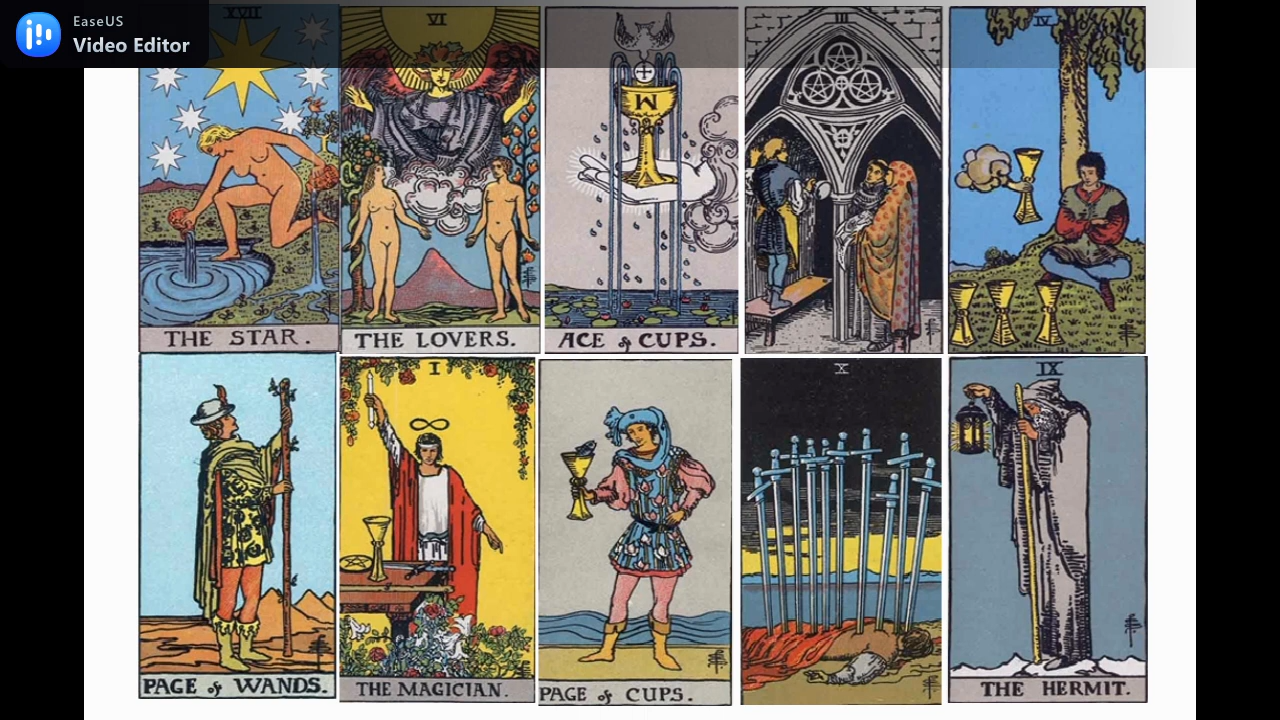 EaseUS
Video Editor
XVII
VI
III
IV
THE STAR.
THE LOVERS.
ACE of CUPS.
I
X
IX
PAGE of WANDS.
THE MAGICIAN.
PAGE of CUPS.
THE HERMIT.